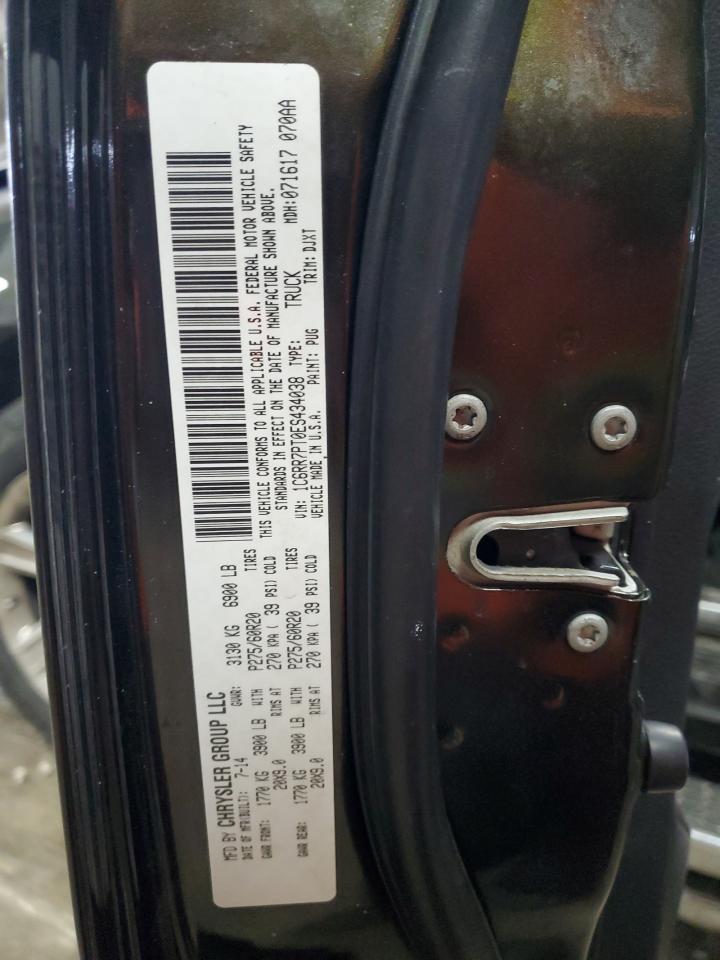 MFD BY CHRYSLER GROUP LLC
DATE OF MFR(BUILT): 7-14 GVWR: 3130 KG 6900 LB
GAWR FRONT: 1770 KG 3900 LB WITH P275/60R20 TIRES
20X9.0 RIMS AT 270 KPA ( 39 PSI) COLD
GAWR REAR: 1770 KG 3900 LB WITH P275/60R20 TIRES
20X9.0 RIMS AT 270 KPA ( 39 PSI) COLD
THIS VEHICLE CONFORMS TO ALL APPLICABLE U.S.A. FEDERAL MOTOR VEHICLE SAFETY
STANDARDS IN EFFECT ON THE DATE OF MANUFACTURE SHOWN ABOVE.
VIN: 1C6RR7PT0ES434038 TYPE: TRUCK MDH:071617 070AA
VEHICLE MADE IN U.S.A. PAINT: PUG TRIM: DJXT